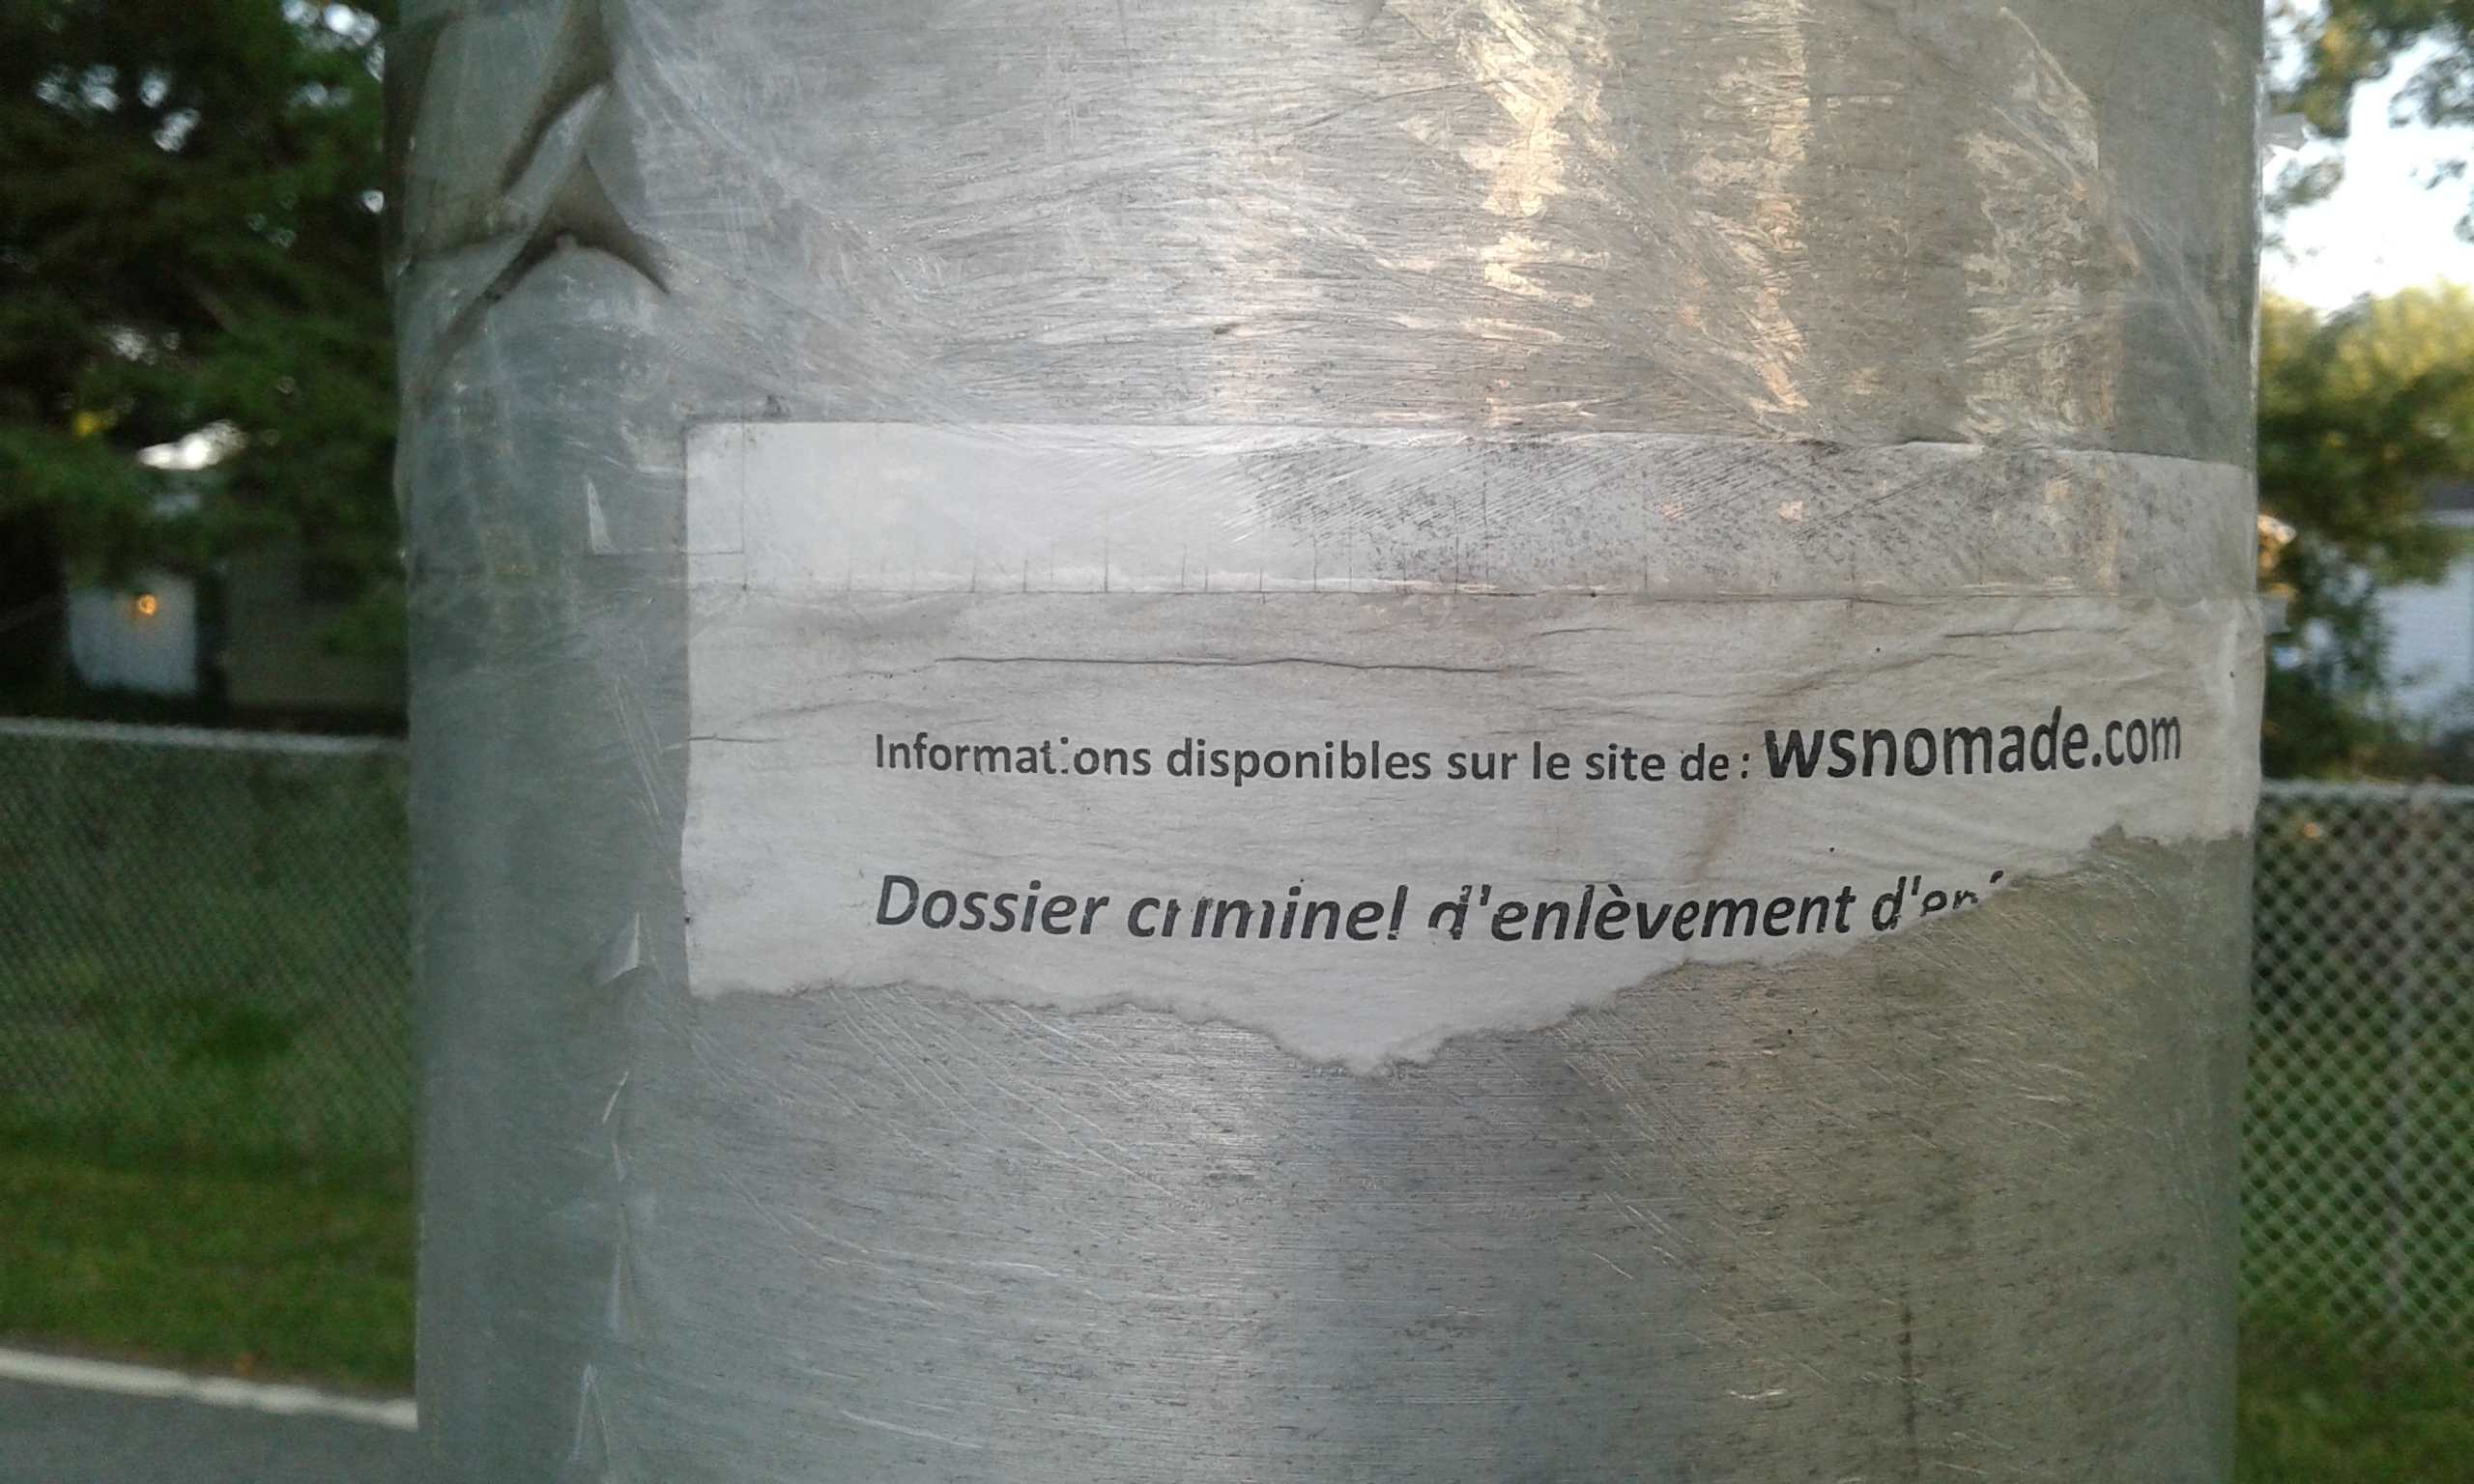 Informations disponibles sur le site de : wsnomade.com
Dossier criminel d'enlèvement